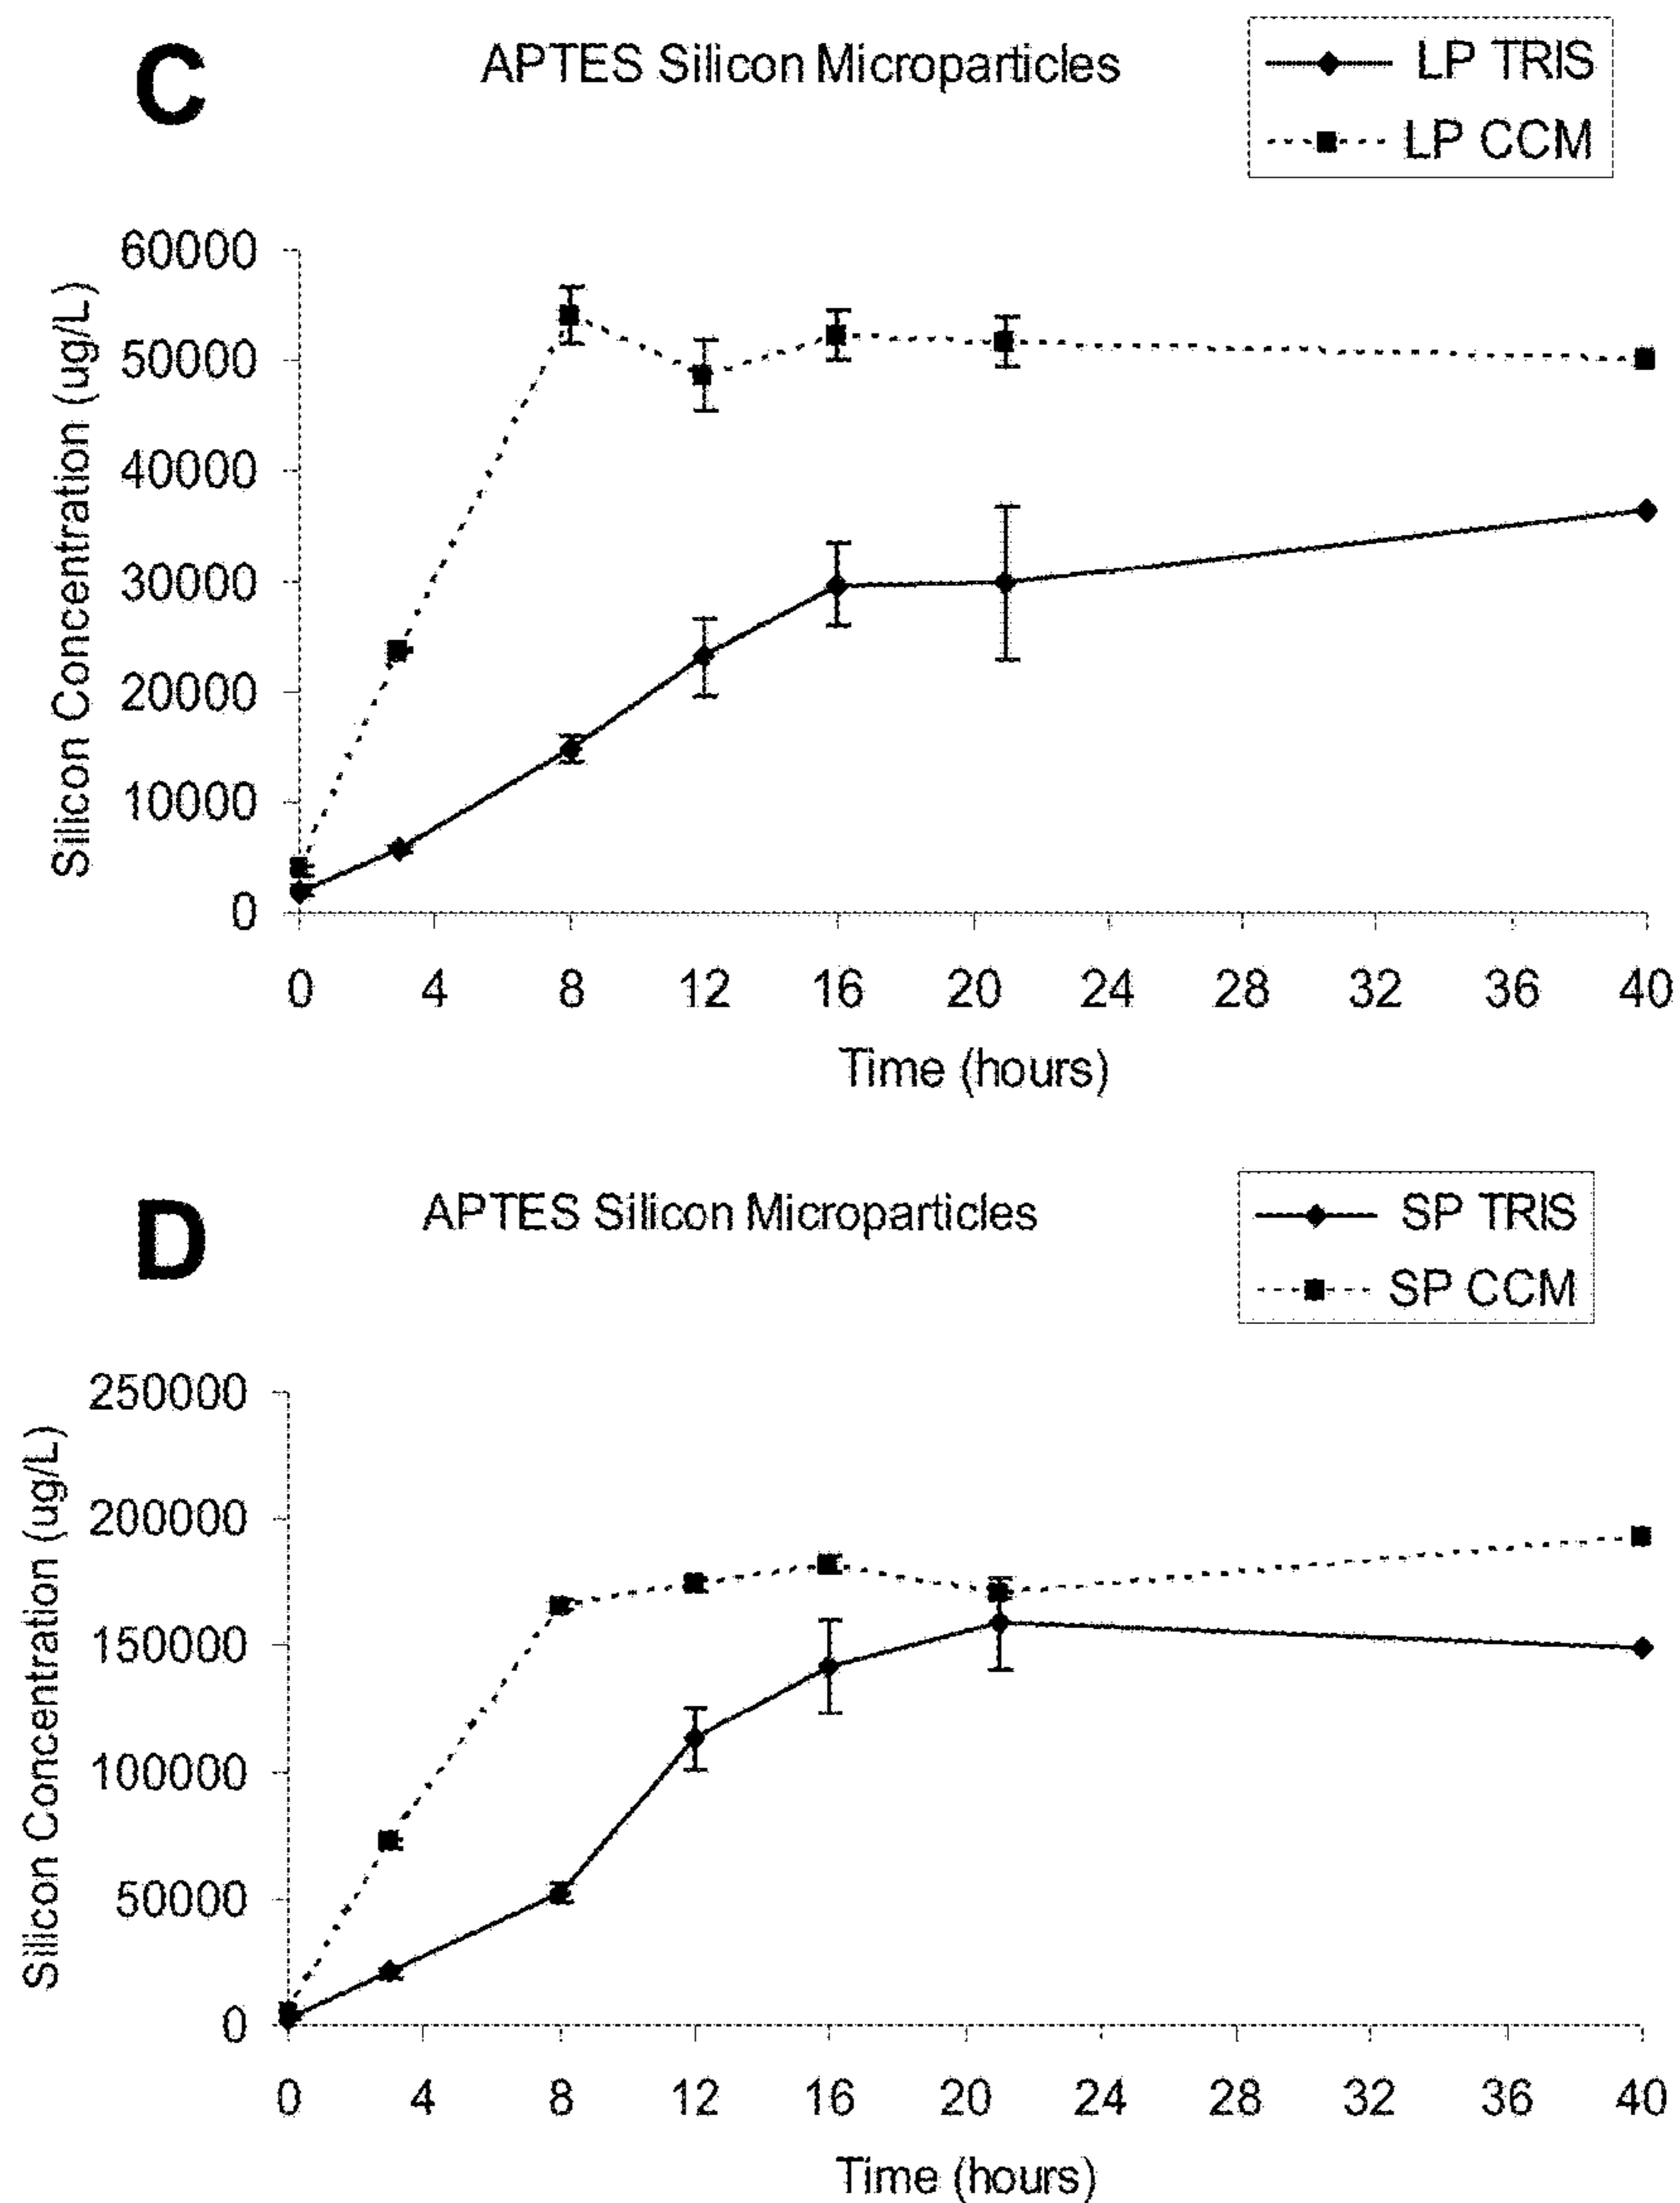 C
APTES Silicon Microparticles
LP TRIS
LP CCM
Silicon Concentration (ug/L)
60000
50000
40000
30000
20000
10000
0
0 4 8 12 16 20 24 28 32 36 40
Time (hours)
D
APTES Silicon Microparticles
SP TRIS
SP CCM
Silicon Concentration (ug/L)
250000
200000
150000
100000
50000
0
0 4 8 12 16 20 24 28 32 36 40
Time (hours)